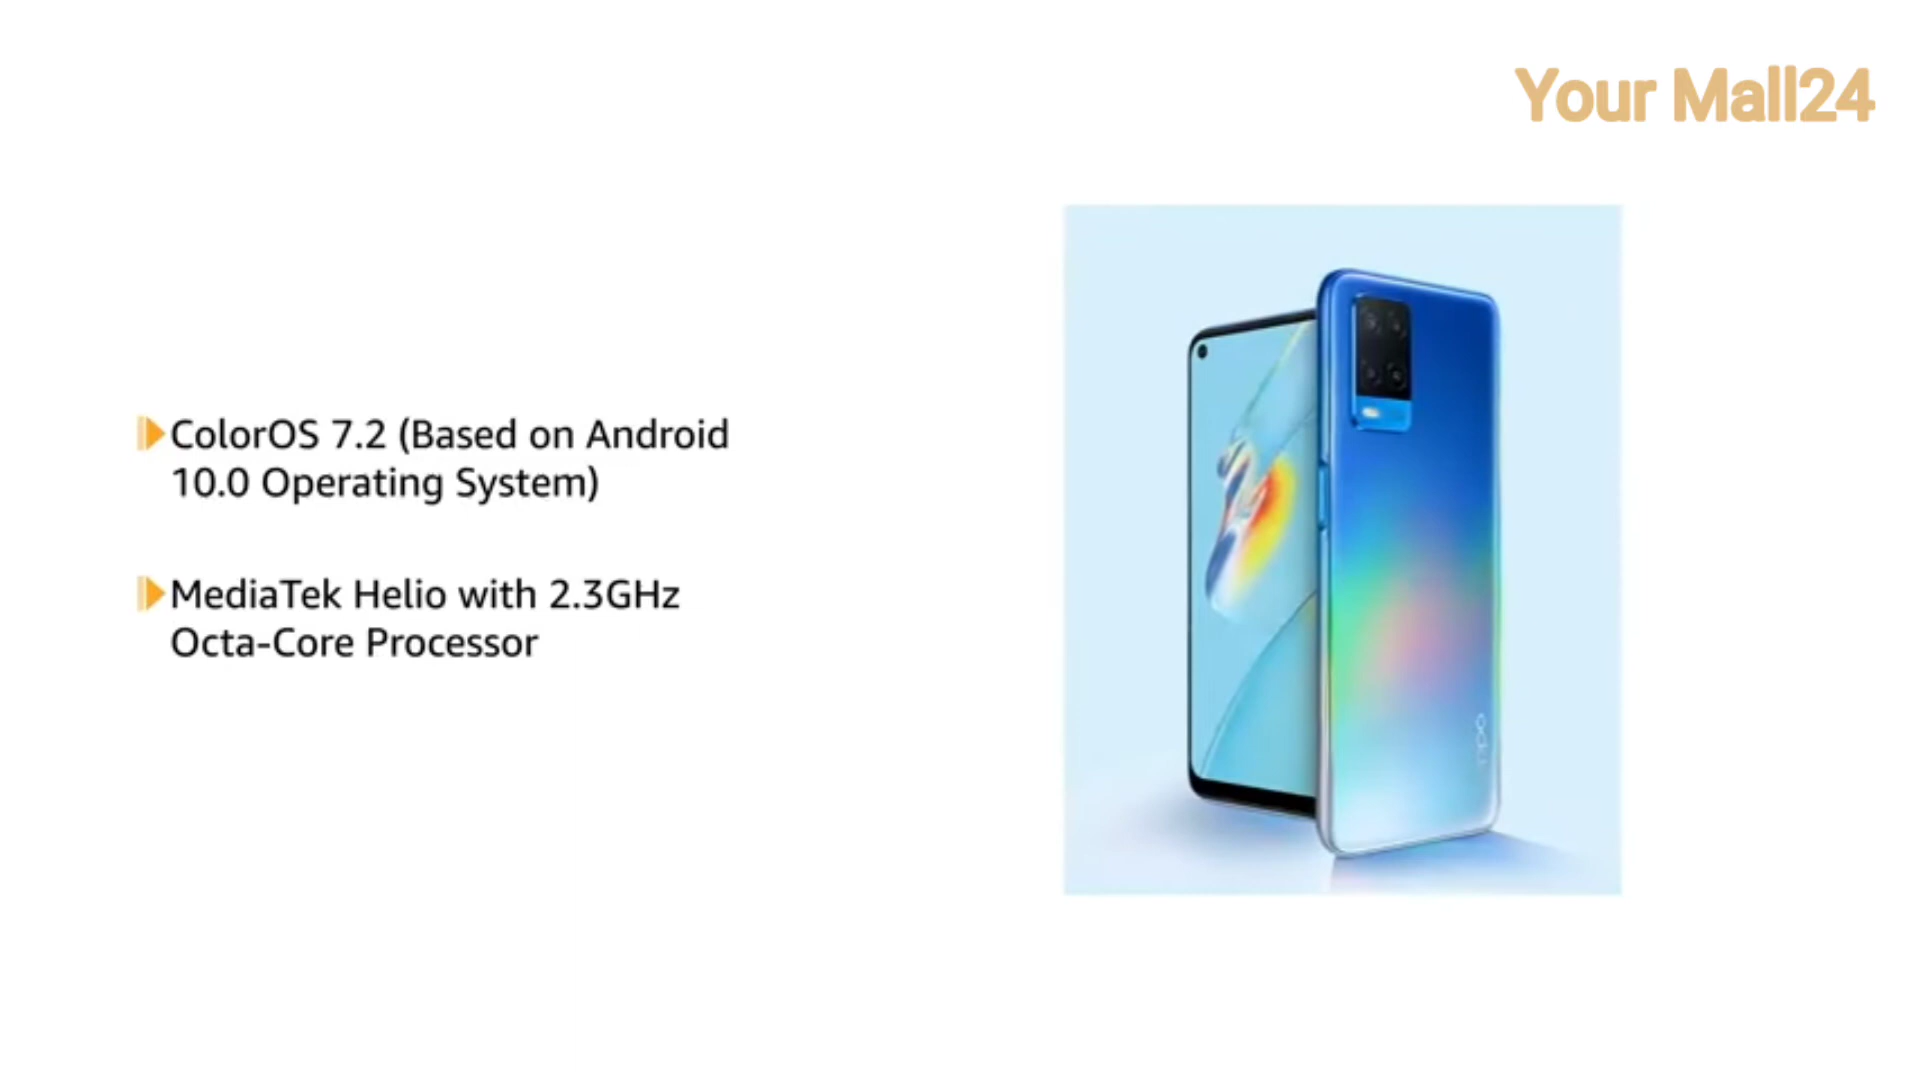 Your Mall24
ColorOS 7.2 (Based on Android
10.0 Operating System)
MediaTek Helio with 2.3GHz
Octa-Core Processor
oppo